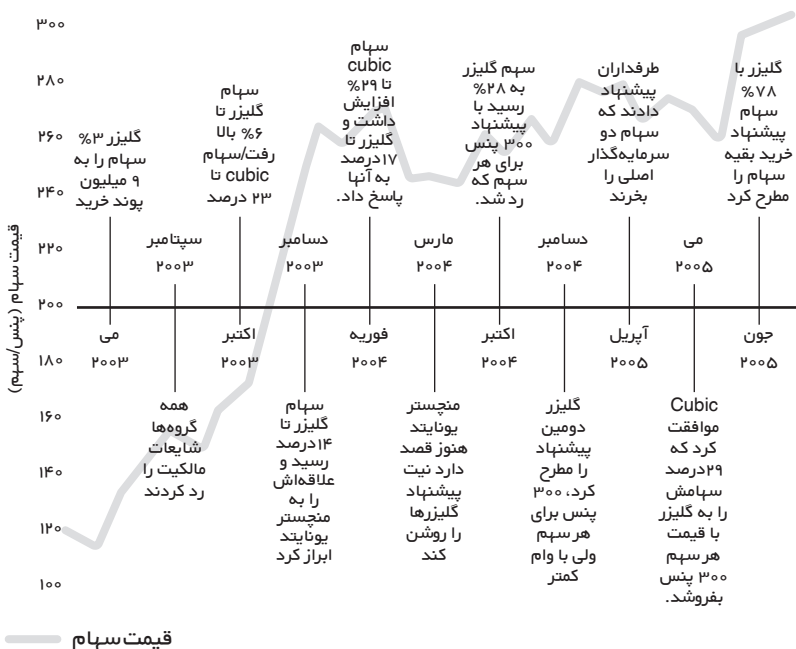 قیمت سهام (پنس/سهم)
۳۰۰
۲۸۰
۲۶۰
۲۴۰
۲۲۰
۲۰۰
۱۸۰
۱۶۰
۱۴۰
۱۲۰
۱۰۰
گلیزر ۳%
سهام را به
۹ میلیون
پوند خرید
می
۲۰۰۳
سپتامبر
۲۰۰۳
همه
گروه‌ها
شایعات
مالکیت را
رد کردند
سهام
گلیزر تا
۶% بالا
رفت/سهام
cubic تا
۲۳ درصد
اکتبر
۲۰۰۳
دسامبر
۲۰۰۳
سهام
گلیزر تا
۱۴درصد
رسید و
علاقه‌اش
را به
منچستر
یونایتد
ابراز کرد
سهام
cubic
تا ۲۹%
افزایش
داشت و
گلیزر تا
۱۷درصد
به آنها
پاسخ داد.
فوریه
۲۰۰۴
مارس
۲۰۰۴
منچستر
یونایتد
هنوز قصد
دارد نیت
پیشنهاد
گلیزرها
را روشن
کند
سهم گلیزر
به ۲۸%
رسید با
پیشنهاد
۳۰۰ پنس
برای هر
سهم که
رد شد.
اکتبر
۲۰۰۴
دسامبر
۲۰۰۴
گلیزر
دومین
پیشنهاد
را مطرح
کرد، ۳۰۰
پنس برای
هر سهم
ولی با وام
کمتر
طرفداران
پیشنهاد
دادند که
سهام دو
سرمایه‌گذار
اصلی را
بخرند
آپریل
۲۰۰۵
می
۲۰۰۵
Cubic
موافقت
کرد که
۲۹درصد
سهامش
را به گلیزر
با قیمت
هر سهم
۳۰۰ پنس
بفروشد.
گلیزر با
۷۸%
سهام
پیشنهاد
خرید بقیه
سهام را
مطرح کرد
جون
۲۰۰۵
قیمت سهام